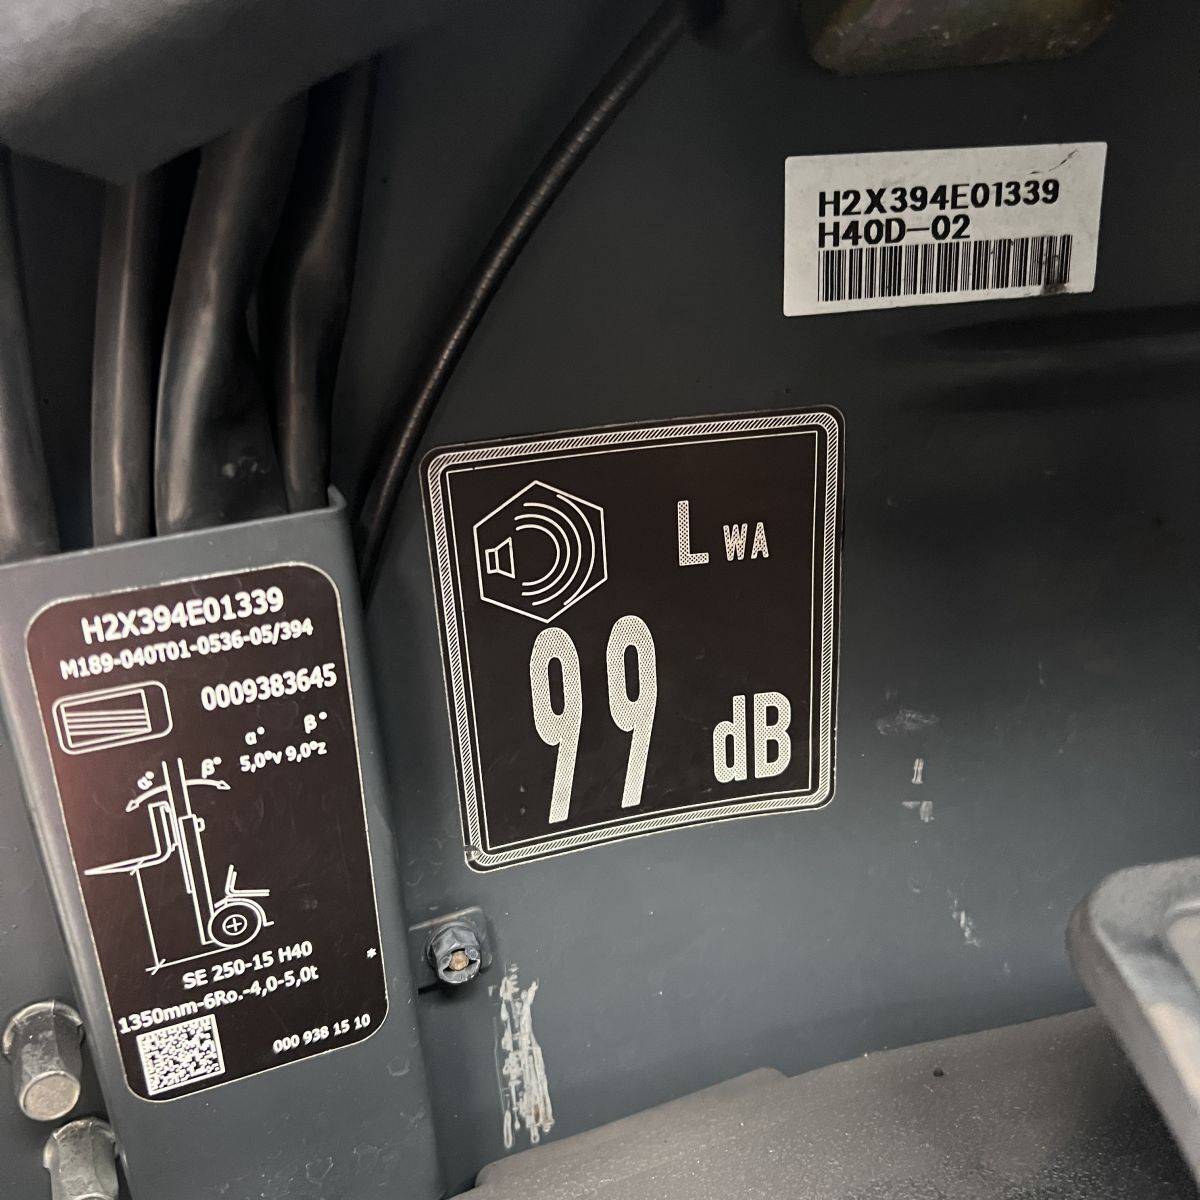 H2X394E01339
H40D-02
L WA
99
dB
H2X394E01339
M189-040T01-0536-05/394
0009383645
α° β°
5,0°v 9,0°z
α° β°
SE 250-15 H40
*
1350mm-6Ro.-4,0-5,0t
000 938 15 10